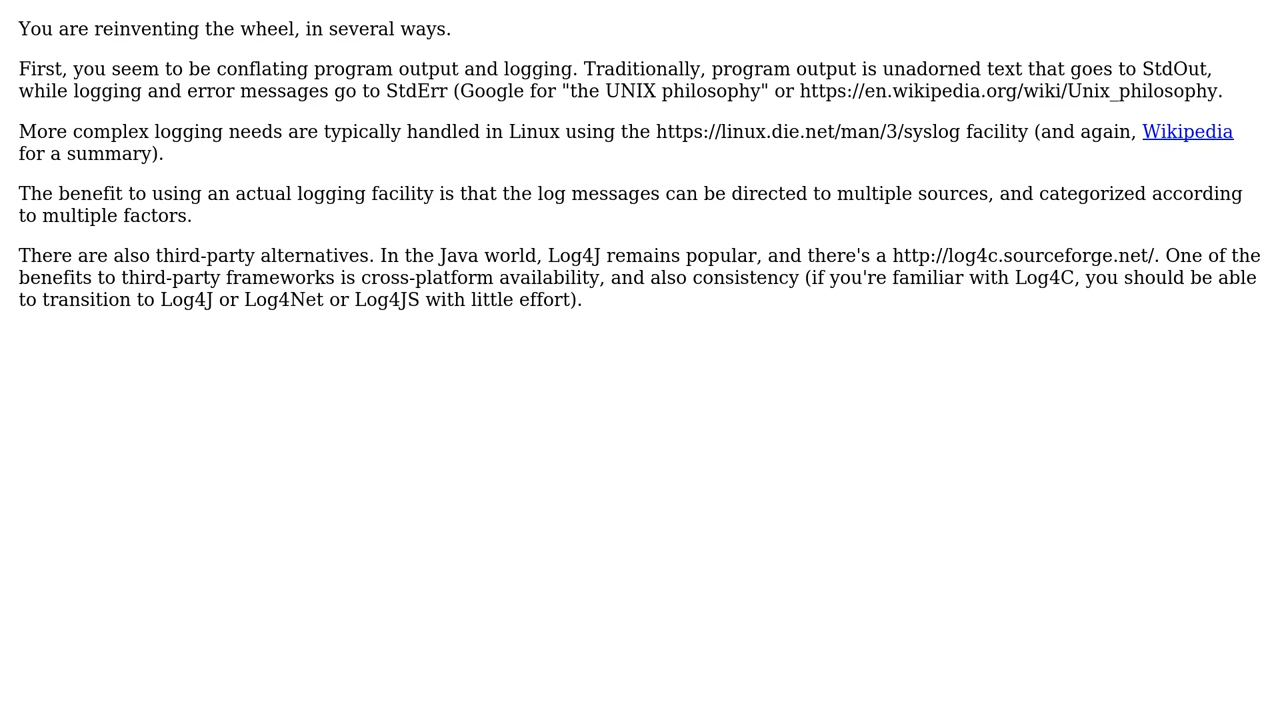 You are reinventing the wheel, in several ways.
First, you seem to be conflating program output and logging. Traditionally, program output is unadorned text that goes to StdOut,
while logging and error messages go to StdErr (Google for "the UNIX philosophy" or https://en.wikipedia.org/wiki/Unix_philosophy.
More complex logging needs are typically handled in Linux using the https://linux.die.net/man/3/syslog facility (and again, Wikipedia
for a summary).
The benefit to using an actual logging facility is that the log messages can be directed to multiple sources, and categorized according
to multiple factors.
There are also third-party alternatives. In the Java world, Log4J remains popular, and there's a http://log4c.sourceforge.net/. One of the
benefits to third-party frameworks is cross-platform availability, and also consistency (if you're familiar with Log4C, you should be able
to transition to Log4J or Log4Net or Log4JS with little effort).